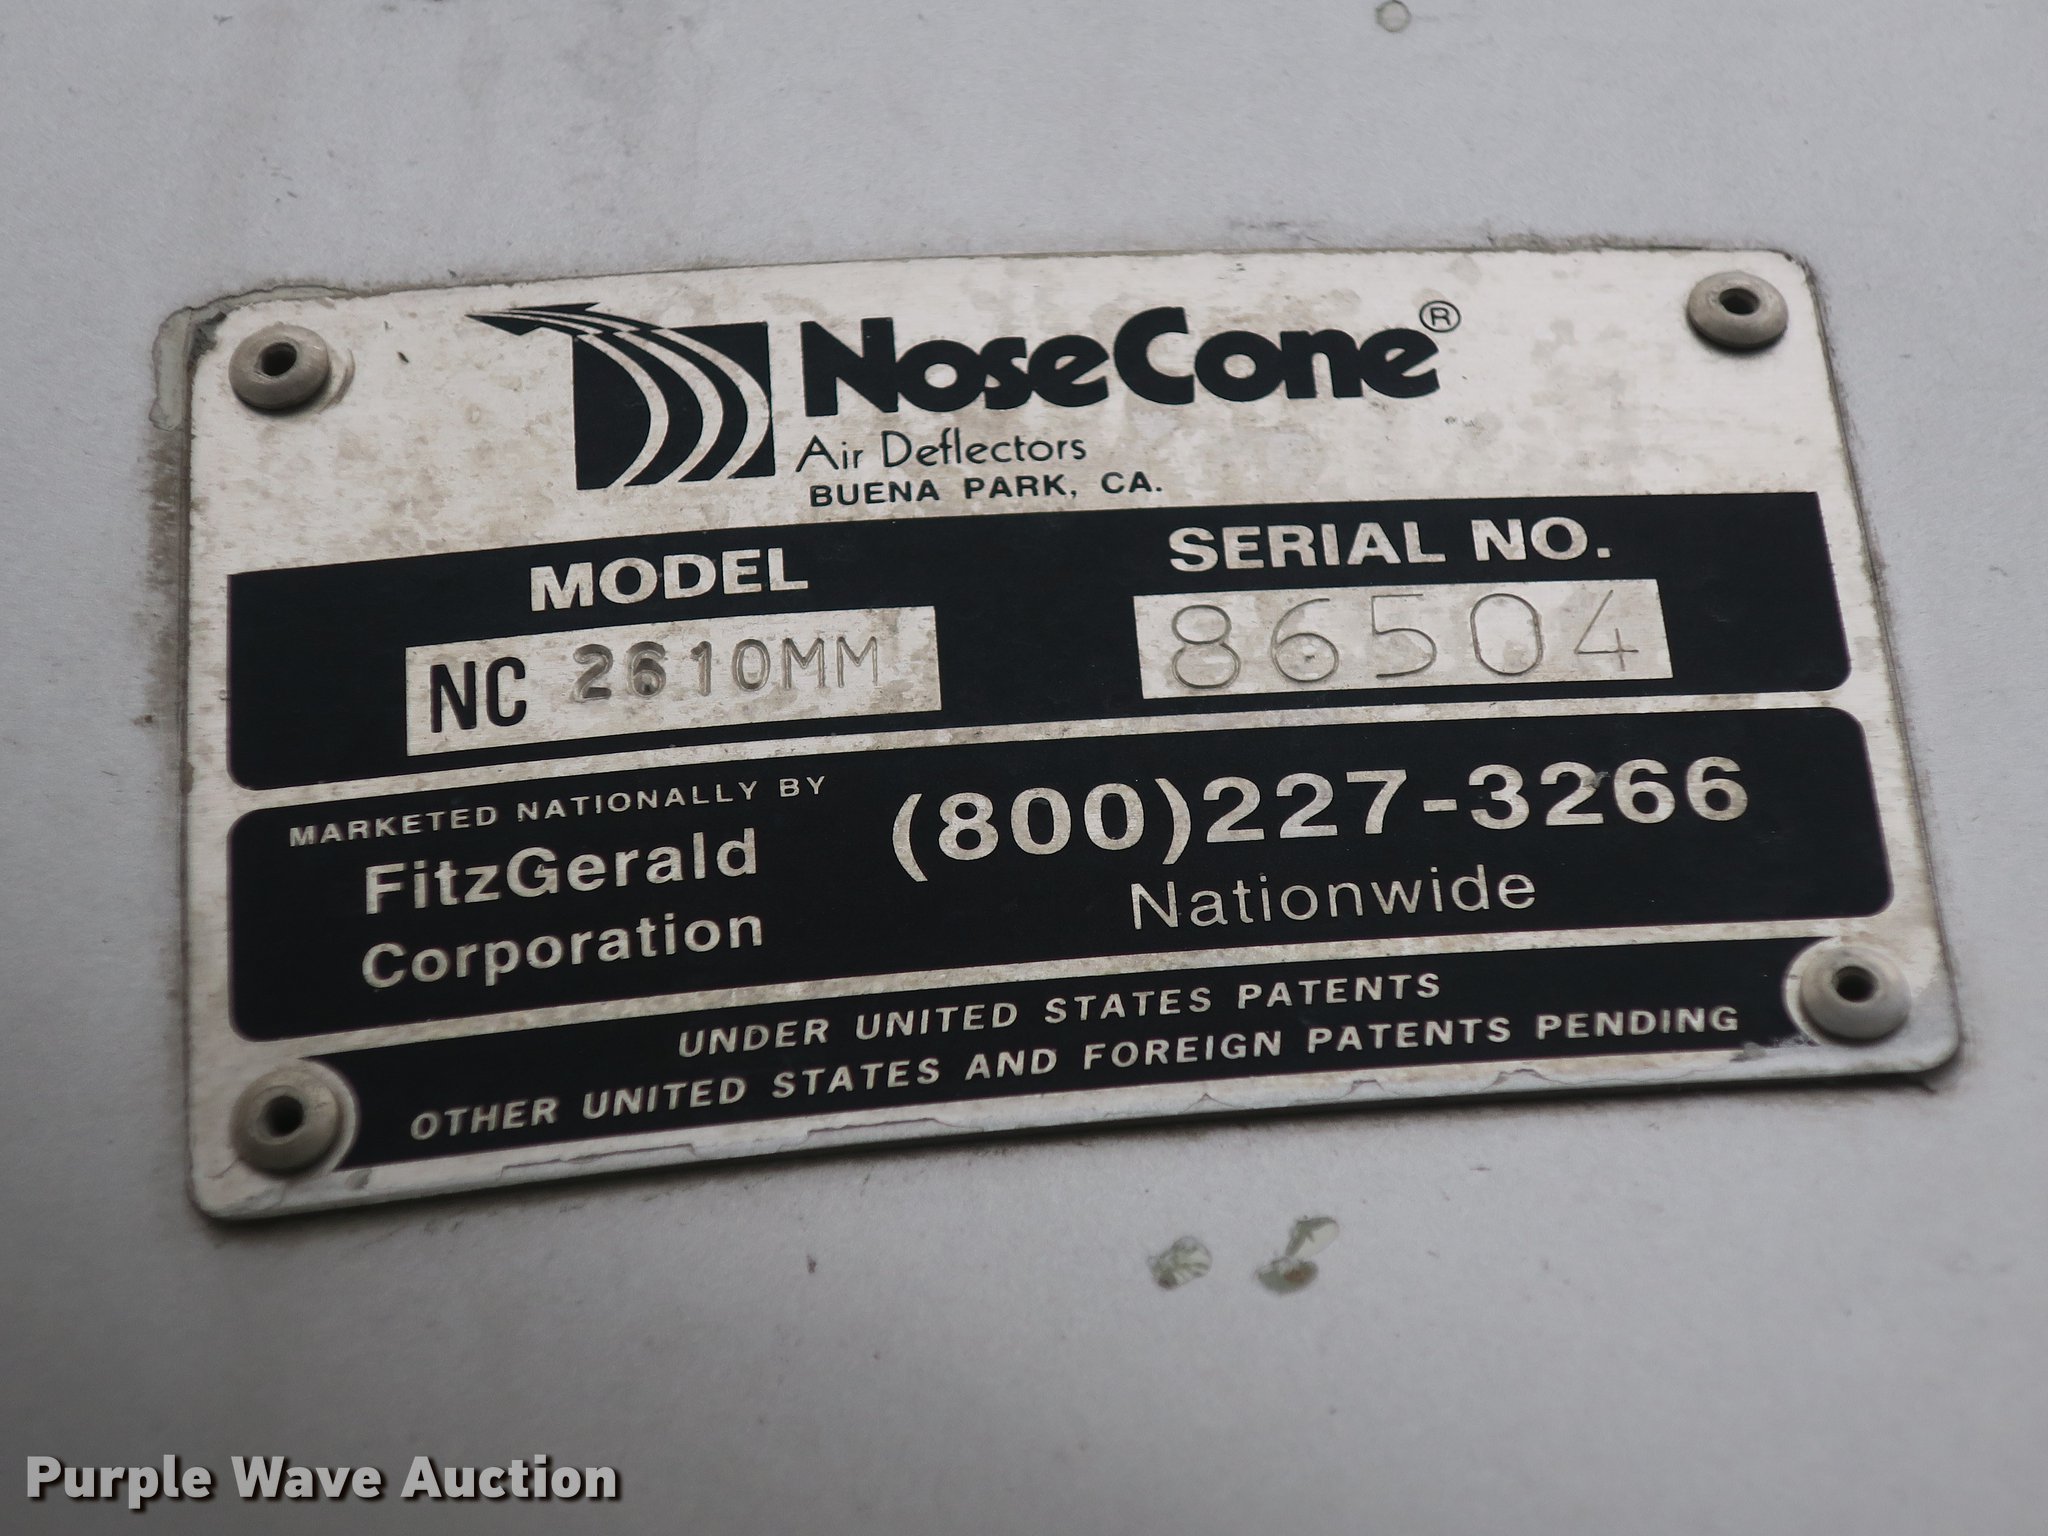 NoseCone®
Air Deflectors
BUENA PARK, CA.
MODEL
NC 2610MM
SERIAL NO.
86504
MARKETED NATIONALLY BY
FitzGerald
Corporation
(800)227-3266
Nationwide
UNDER UNITED STATES PATENTS
OTHER UNITED STATES AND FOREIGN PATENTS PENDING
Purple Wave Auction